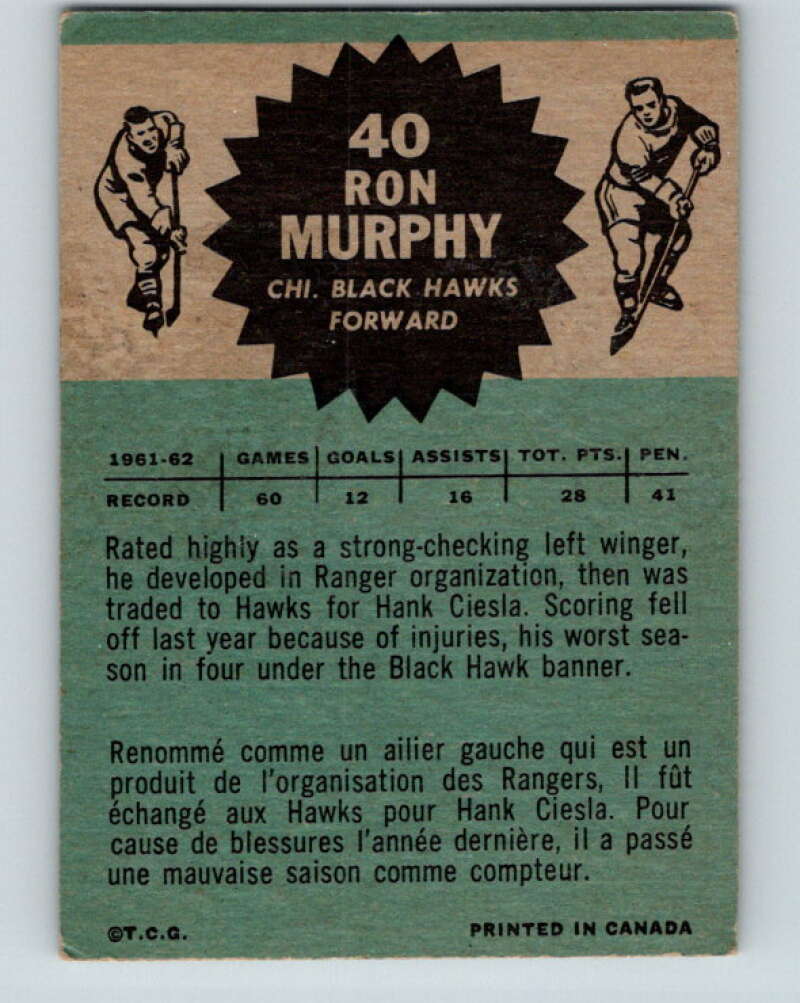 40
RON
MURPHY
CHI. BLACK HAWKS
FORWARD
1961-62 GAMES GOALS ASSISTS TOT. PTS. PEN.
RECORD 60 12 16 28 41
Rated highly as a strong-checking left winger,
he developed in Ranger organization, then was
traded to Hawks for Hank Ciesla. Scoring fell
off last year because of injuries, his worst sea-
son in four under the Black Hawk banner.
Renommé comme un ailier gauche qui est un
produit de l'organisation des Rangers, Il fût
échangé aux Hawks pour Hank Ciesla. Pour
cause de blessures l'année dernière, il a passé
une mauvaise saison comme compteur.
©T.C.G. PRINTED IN CANADA